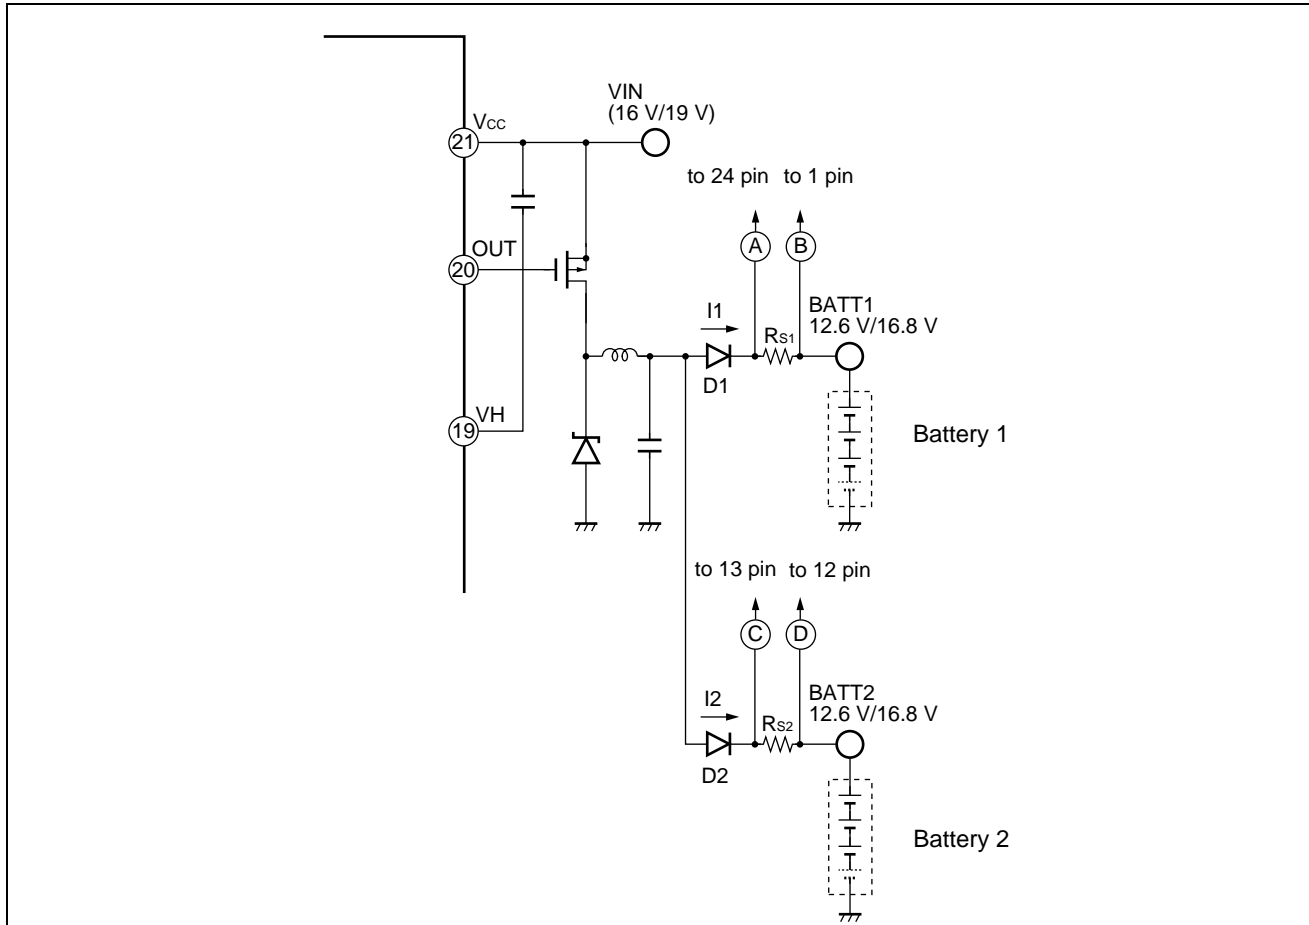 VIN
(16 V/19 V)
VCC
21
to 24 pin
to 1 pin
A
B
OUT
20
BATT1
12.6 V/16.8 V
I1
RS1
D1
VH
19
Battery 1
to 13 pin
to 12 pin
C
D
BATT2
12.6 V/16.8 V
I2
RS2
D2
Battery 2